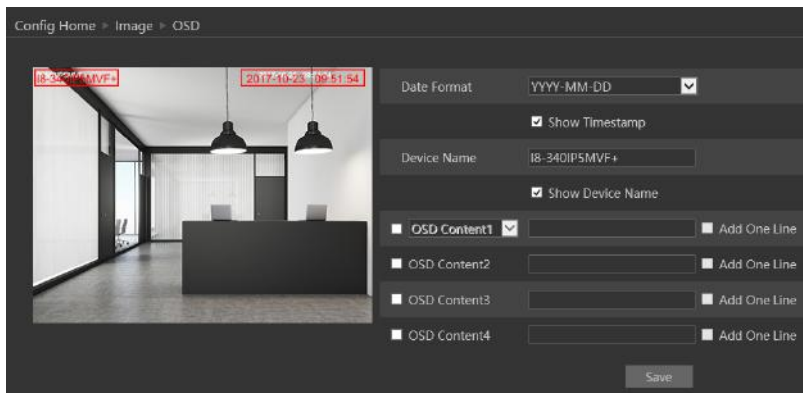 Config Home ▶ Image ▶ OSD
I8-340IP5MVF+ 2017-10-23 09:51:54
Date Format YYYY-MM-DD
Show Timestamp
Device Name I8-340IP5MVF+
Show Device Name
OSD Content1 Add One Line
OSD Content2 Add One Line
OSD Content3 Add One Line
OSD Content4 Add One Line
Save